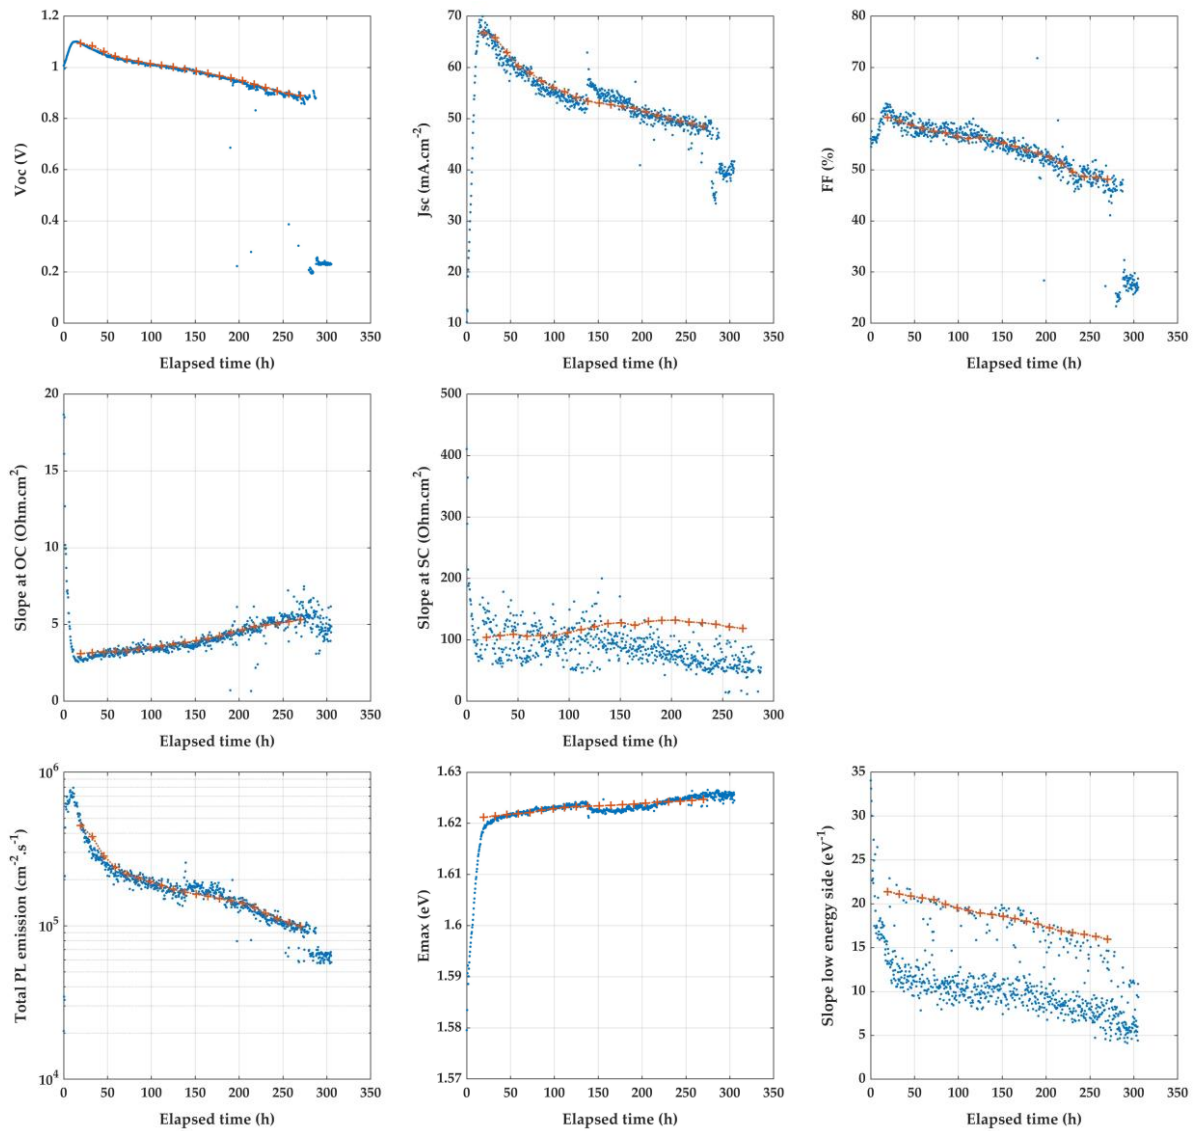 1.2
1
0.8
0.6
0.4
0.2
0
Voc (V)
0 50 100 150 200 250 300 350
Elapsed time (h)
70
60
50
40
30
20
10
Jsc (mA.cm⁻²)
0 50 100 150 200 250 300 350
Elapsed time (h)
80
70
60
50
40
30
20
FF (%)
0 50 100 150 200 250 300 350
Elapsed time (h)
20
15
10
5
0
Slope at OC (Ohm.cm²)
0 50 100 150 200 250 300 350
Elapsed time (h)
500
400
300
200
100
0
Slope at SC (Ohm.cm²)
0 50 100 150 200 250 300
Elapsed time (h)
10⁶
10⁵
10⁴
Total PL emission (cm⁻².s⁻¹)
0 50 100 150 200 250 300 350
Elapsed time (h)
1.63
1.62
1.61
1.6
1.59
1.58
1.57
Emax (eV)
0 50 100 150 200 250 300 350
Elapsed time (h)
35
30
25
20
15
10
5
0
Slope low energy side (eV⁻¹)
0 50 100 150 200 250 300 350
Elapsed time (h)